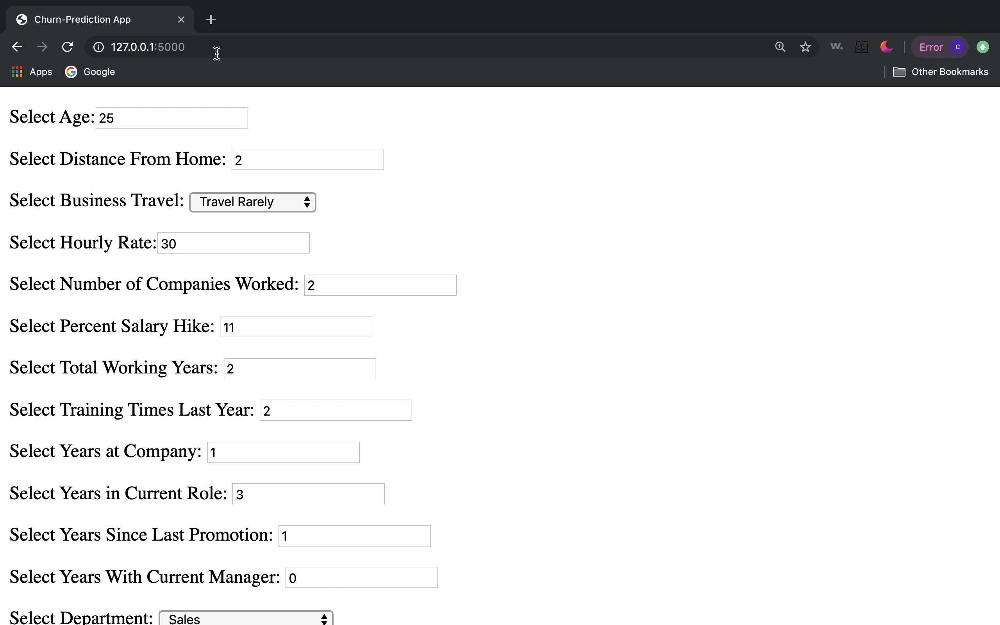 Churn-Prediction App
127.0.0.1:5000
w.
Error C
Apps Google Other Bookmarks
Select Age: 25
Select Distance From Home: 2
Select Business Travel: Travel Rarely
Select Hourly Rate: 30
Select Number of Companies Worked: 2
Select Percent Salary Hike: 11
Select Total Working Years: 2
Select Training Times Last Year: 2
Select Years at Company: 1
Select Years in Current Role: 3
Select Years Since Last Promotion: 1
Select Years With Current Manager: 0
Select Department: Sales